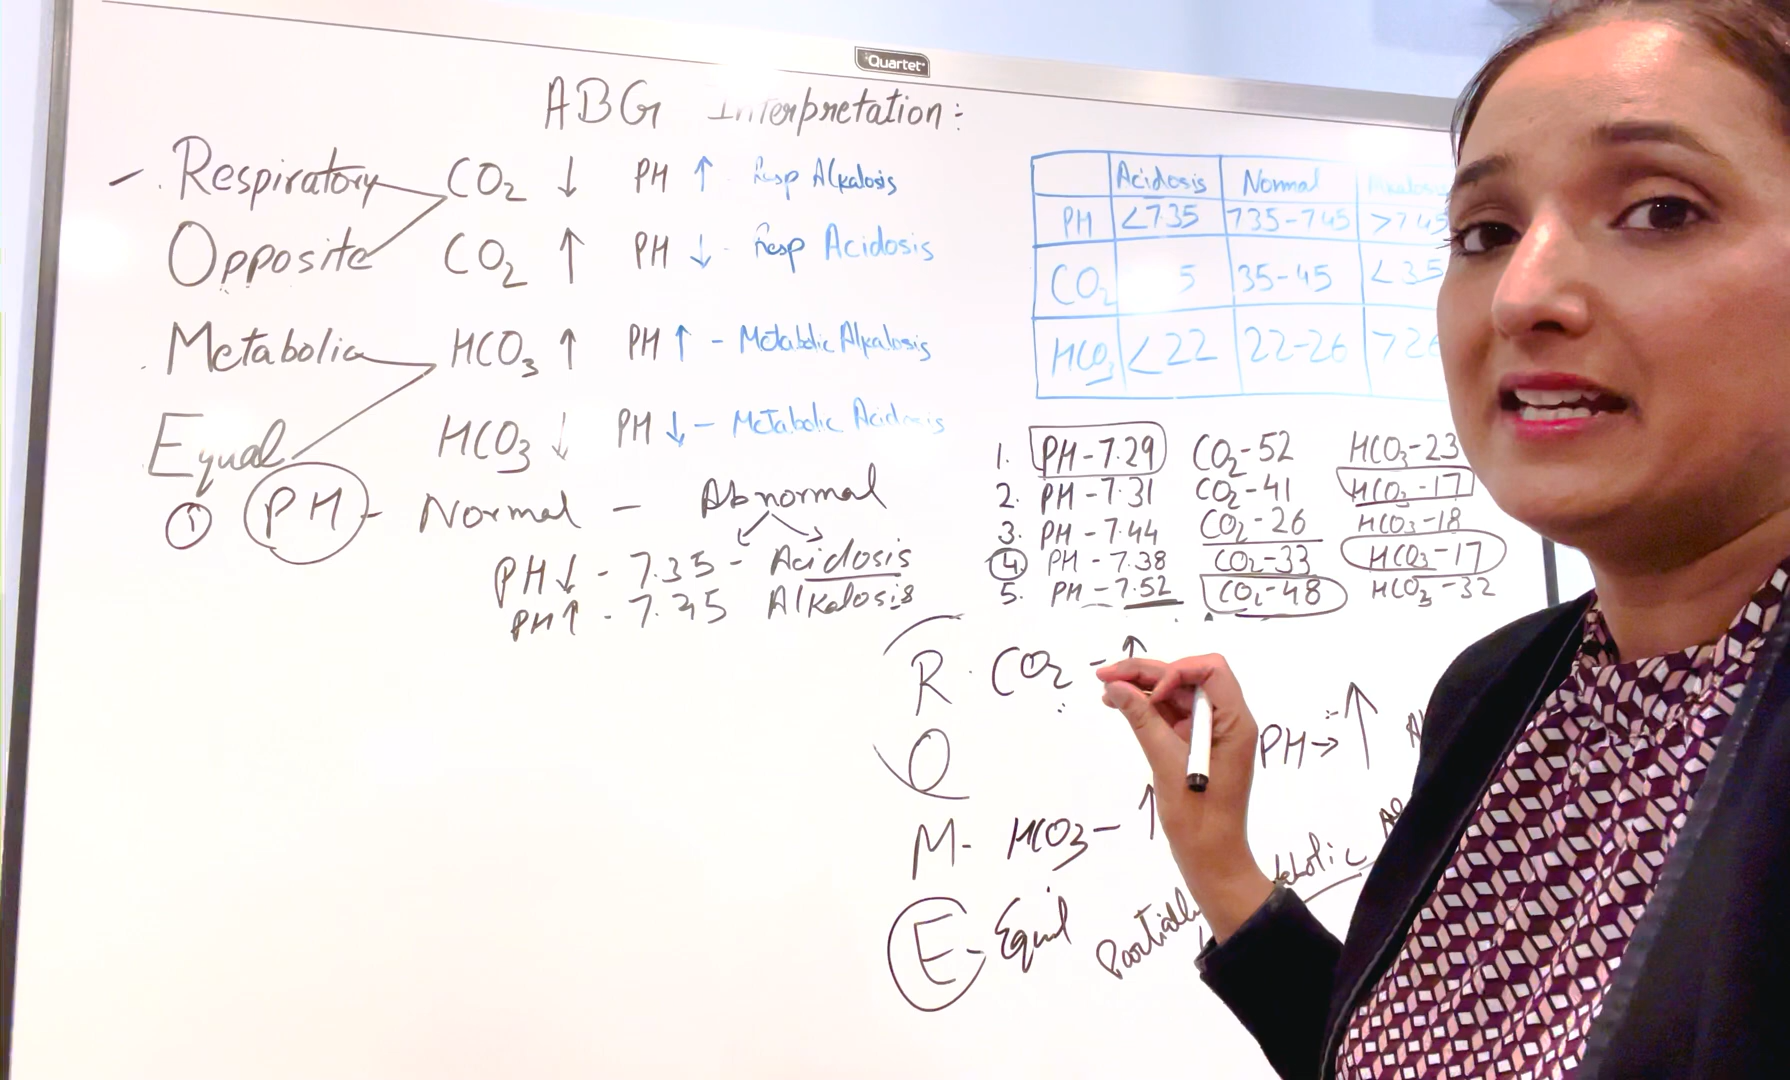 Quartet
ABG Interpretation:
Respiratory CO2 ↓ PH ↑ - Resp Alkalosis
Opposite CO2 ↑ PH ↓ - Resp Acidosis
Metabolic HCO3 ↑ PH ↑ - Metabolic Alkalosis
Equal HCO3 ↓ PH ↓ - Metabolic Acidosis
① PH - Normal - Abnormal
PH ↓ - 7.35 - Acidosis
PH ↑ - 7.45 Alkalosis
Acidosis Normal Alkalosis
PH <7.35 7.35-7.45 >7.45
CO2 5 35-45 <35
HCO3 <22 22-26 >26
1. PH-7.29 CO2-52 HCO3-23
2. PH-7.31 CO2-41 HCO3-17
3. PH-7.44 CO2-26 HCO3-18
4. PH-7.38 CO2-33 HCO3-17
5. PH-7.52 CO2-48 HCO3-32
R. CO2 - ↑
O PH → ↑
M- HCO3 - ↑
E- Equal
Partially